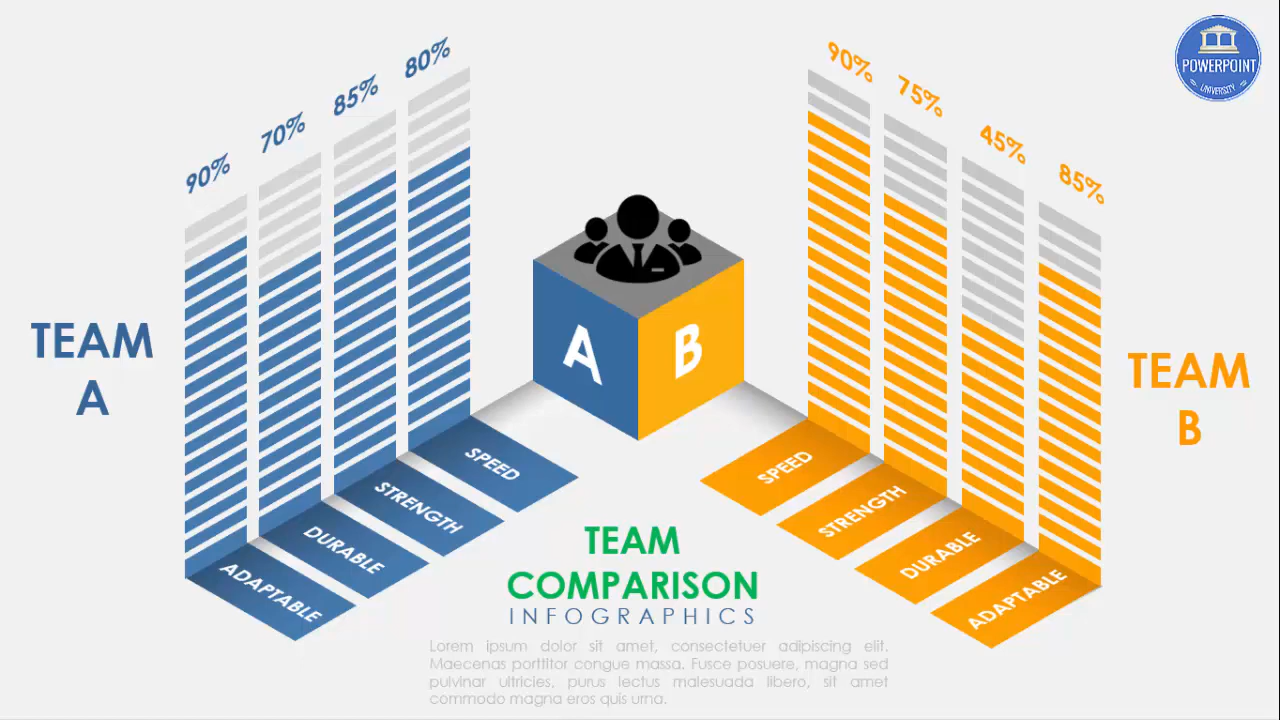 90%
70%
85%
80%
90%
75%
45%
85%
POWERPOINT
UNIVERSITY
TEAM
A
A
B
TEAM
B
SPEED
STRENGTH
DURABLE
ADAPTABLE
SPEED
STRENGTH
DURABLE
ADAPTABLE
TEAM
COMPARISON
INFOGRAPHICS
Lorem ipsum dolor sit amet, consectetuer adipiscing elit.
Maecenas porttitor congue massa. Fusce posuere, magna sed
pulvinar ultricies, purus lectus malesuada libero, sit amet
commodo magna eros quis urna.